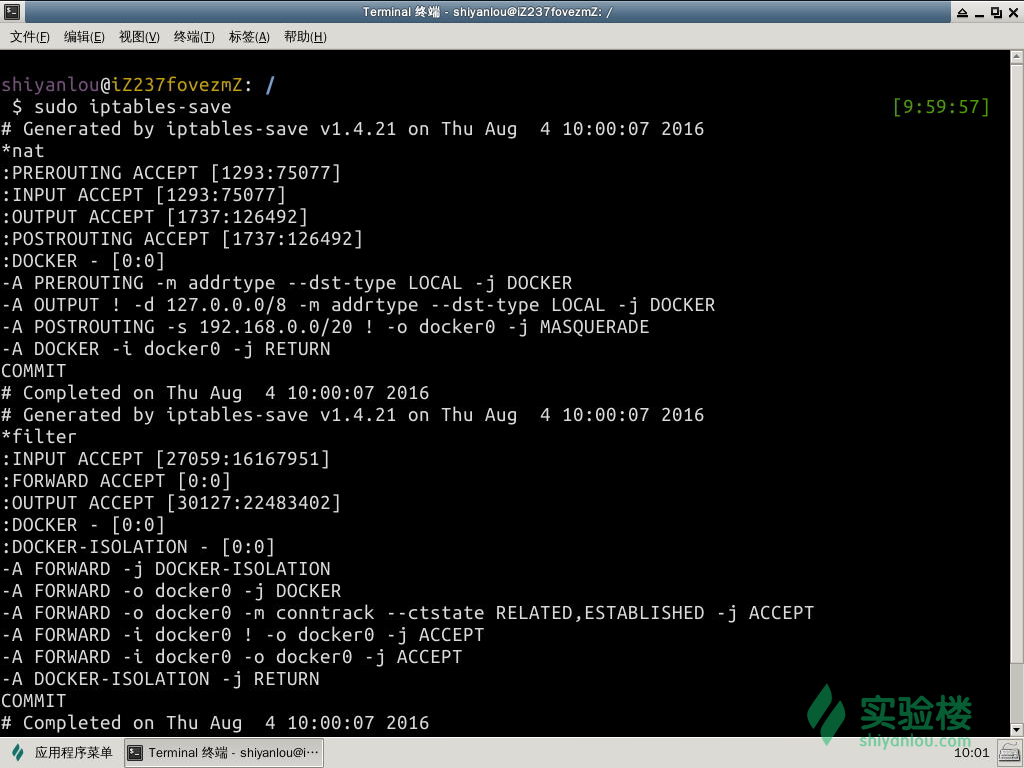 Terminal 终端 - shiyanlou@iZ237fovezmZ: /
文件(F) 编辑(E) 视图(V) 终端(T) 标签(A) 帮助(H)
shiyanlou@iZ237fovezmZ: /
$ sudo iptables-save [9:59:57]
# Generated by iptables-save v1.4.21 on Thu Aug  4 10:00:07 2016
*nat
:PREROUTING ACCEPT [1293:75077]
:INPUT ACCEPT [1293:75077]
:OUTPUT ACCEPT [1737:126492]
:POSTROUTING ACCEPT [1737:126492]
:DOCKER - [0:0]
-A PREROUTING -m addrtype --dst-type LOCAL -j DOCKER
-A OUTPUT ! -d 127.0.0.0/8 -m addrtype --dst-type LOCAL -j DOCKER
-A POSTROUTING -s 192.168.0.0/20 ! -o docker0 -j MASQUERADE
-A DOCKER -i docker0 -j RETURN
COMMIT
# Completed on Thu Aug  4 10:00:07 2016
# Generated by iptables-save v1.4.21 on Thu Aug  4 10:00:07 2016
*filter
:INPUT ACCEPT [27059:16167951]
:FORWARD ACCEPT [0:0]
:OUTPUT ACCEPT [30127:22483402]
:DOCKER - [0:0]
:DOCKER-ISOLATION - [0:0]
-A FORWARD -j DOCKER-ISOLATION
-A FORWARD -o docker0 -j DOCKER
-A FORWARD -o docker0 -m conntrack --ctstate RELATED,ESTABLISHED -j ACCEPT
-A FORWARD -i docker0 ! -o docker0 -j ACCEPT
-A FORWARD -i docker0 -o docker0 -j ACCEPT
-A DOCKER-ISOLATION -j RETURN
COMMIT
# Completed on Thu Aug  4 10:00:07 2016
实验楼
shiyanlou.com
应用程序菜单 Terminal 终端 - shiyanlou@i··· 10:01